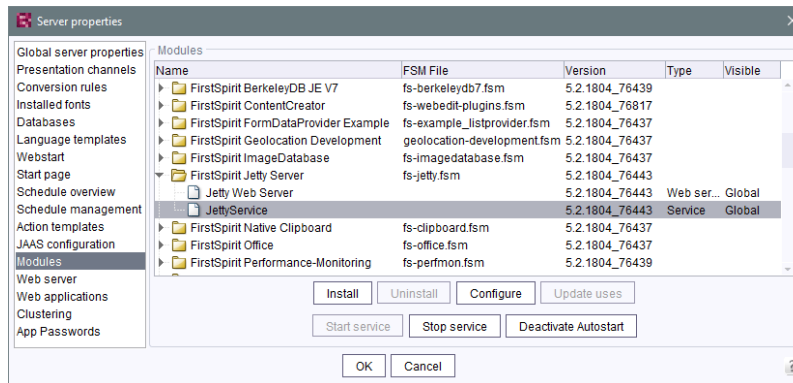 Server properties
Global server properties
Presentation channels
Conversion rules
Installed fonts
Databases
Language templates
Webstart
Start page
Schedule overview
Schedule management
Action templates
JAAS configuration
Modules
Web server
Web applications
Clustering
App Passwords
Modules
Name FSM File Version Type Visible
FirstSpirit BerkeleyDB JE V7 fs-berkeleydb7.fsm 5.2.1804_76439
FirstSpirit ContentCreator fs-webedit-plugins.fsm 5.2.1804_76817
FirstSpirit FormDataProvider Example fs-example_listprovider.fsm 5.2.1804_76437
FirstSpirit Geolocation Development geolocation-development.fsm 5.2.1804_76437
FirstSpirit ImageDatabase fs-imagedatabase.fsm 5.2.1804_76437
FirstSpirit Jetty Server fs-jetty.fsm 5.2.1804_76443
Jetty Web Server 5.2.1804_76443 Web ser... Global
JettyService 5.2.1804_76443 Service Global
FirstSpirit Native Clipboard fs-clipboard.fsm 5.2.1804_76437
FirstSpirit Office fs-office.fsm 5.2.1804_76437
FirstSpirit Performance-Monitoring fs-perfmon.fsm 5.2.1804_76439
Install Uninstall Configure Update uses
Start service Stop service Deactivate Autostart
OK Cancel